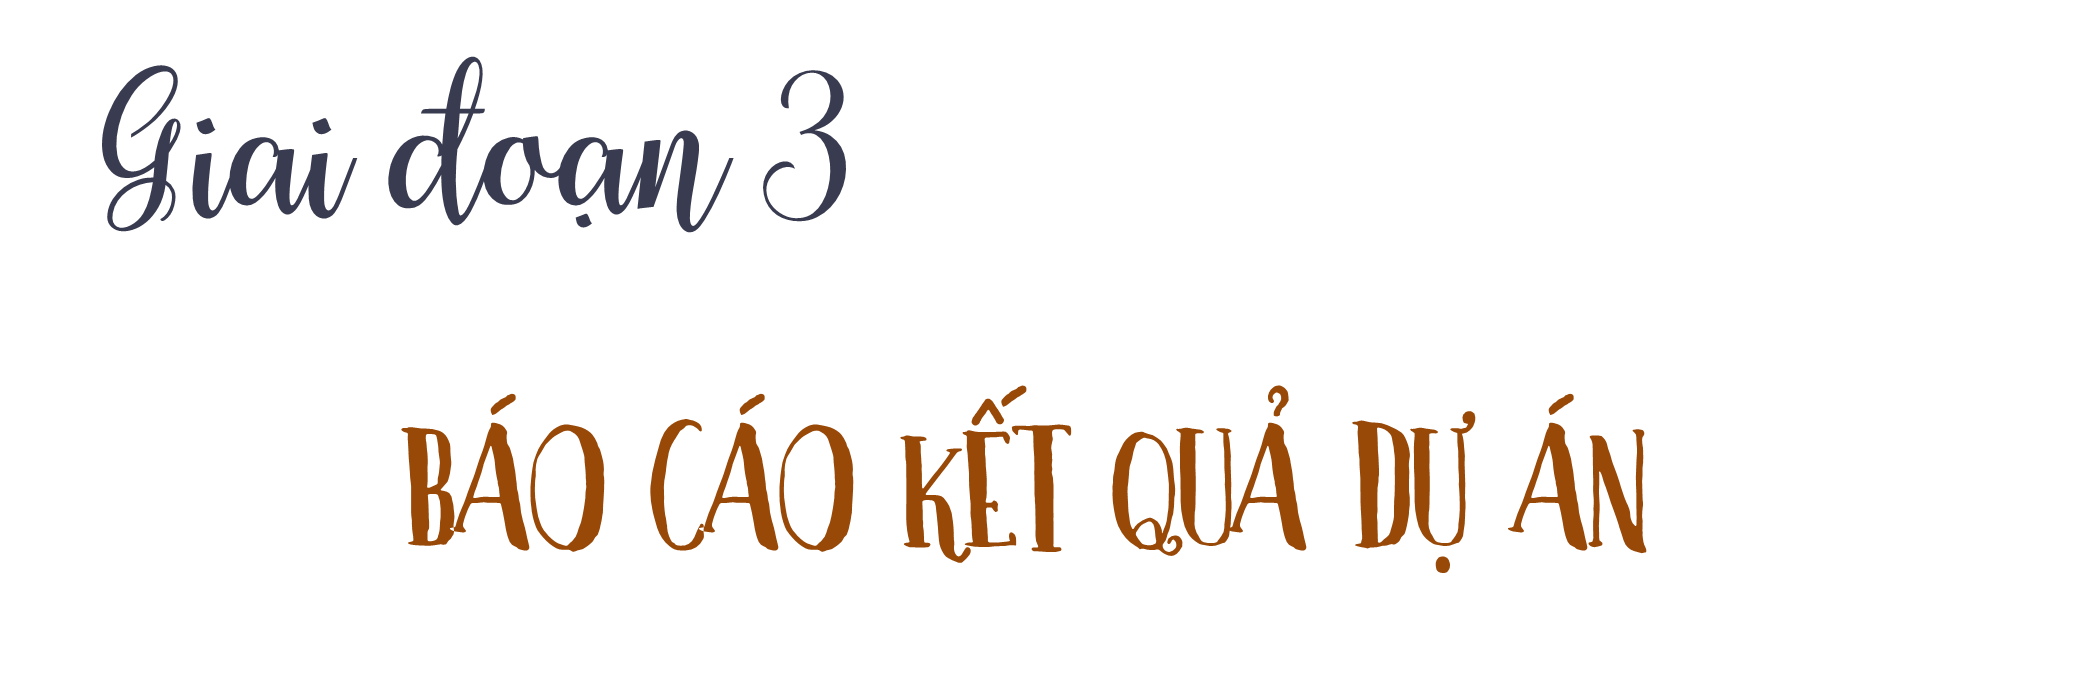 Giai đoạn 3
BÁO CÁO KẾT QUẢ DỰ ÁN